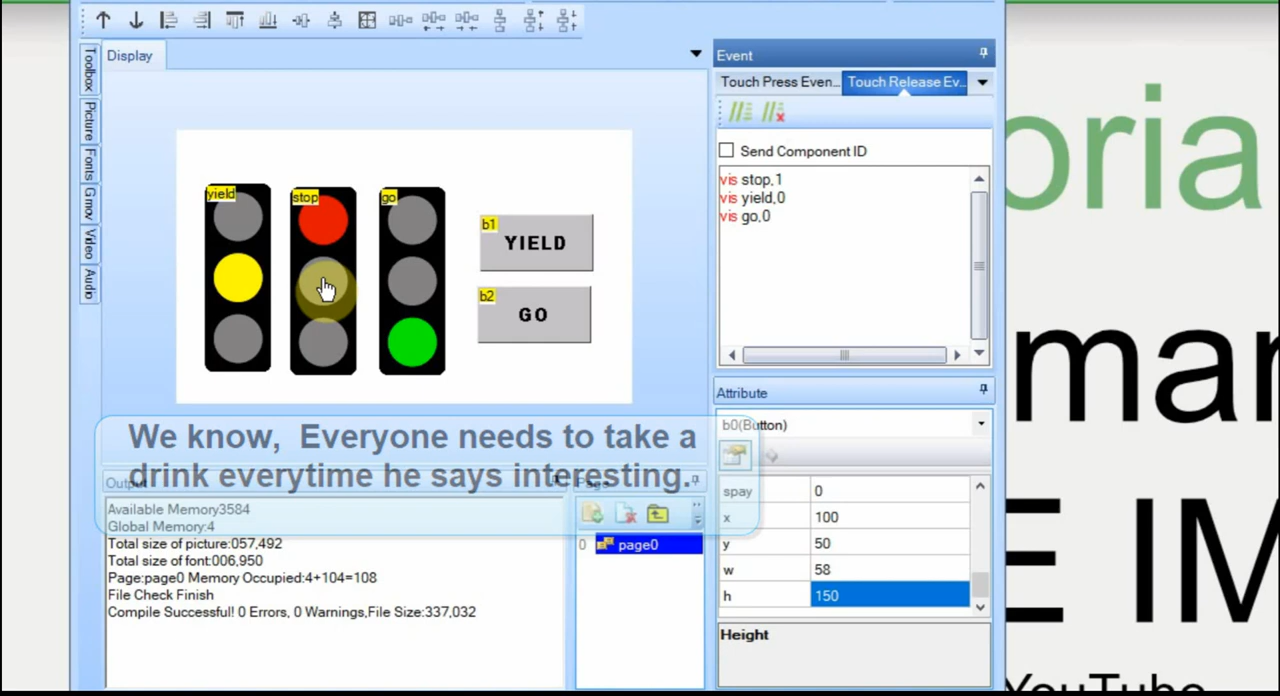 Display
Event
Touch Press Even...
Touch Release Ev...
Toolbox
Picture
Fonts
Gmov
Video
Audio
Send Component ID
vis stop,1
vis yield,0
vis go,0
yield
stop
go
b1
YIELD
b2
GO
oria
mar
E IM
YouTube
Attribute
b0(Button)
We know, Everyone needs to take a
drink everytime he says interesting.
Output
Page
spay 0
x 100
y 50
w 58
h 150
Height
Available Memory3584
Global Memory:4
Total size of picture:057,492
Total size of font:006,950
Page:page0 Memory Occupied:4+104=108
File Check Finish
Compile Successful! 0 Errors, 0 Warnings,File Size:337,032
0 page0